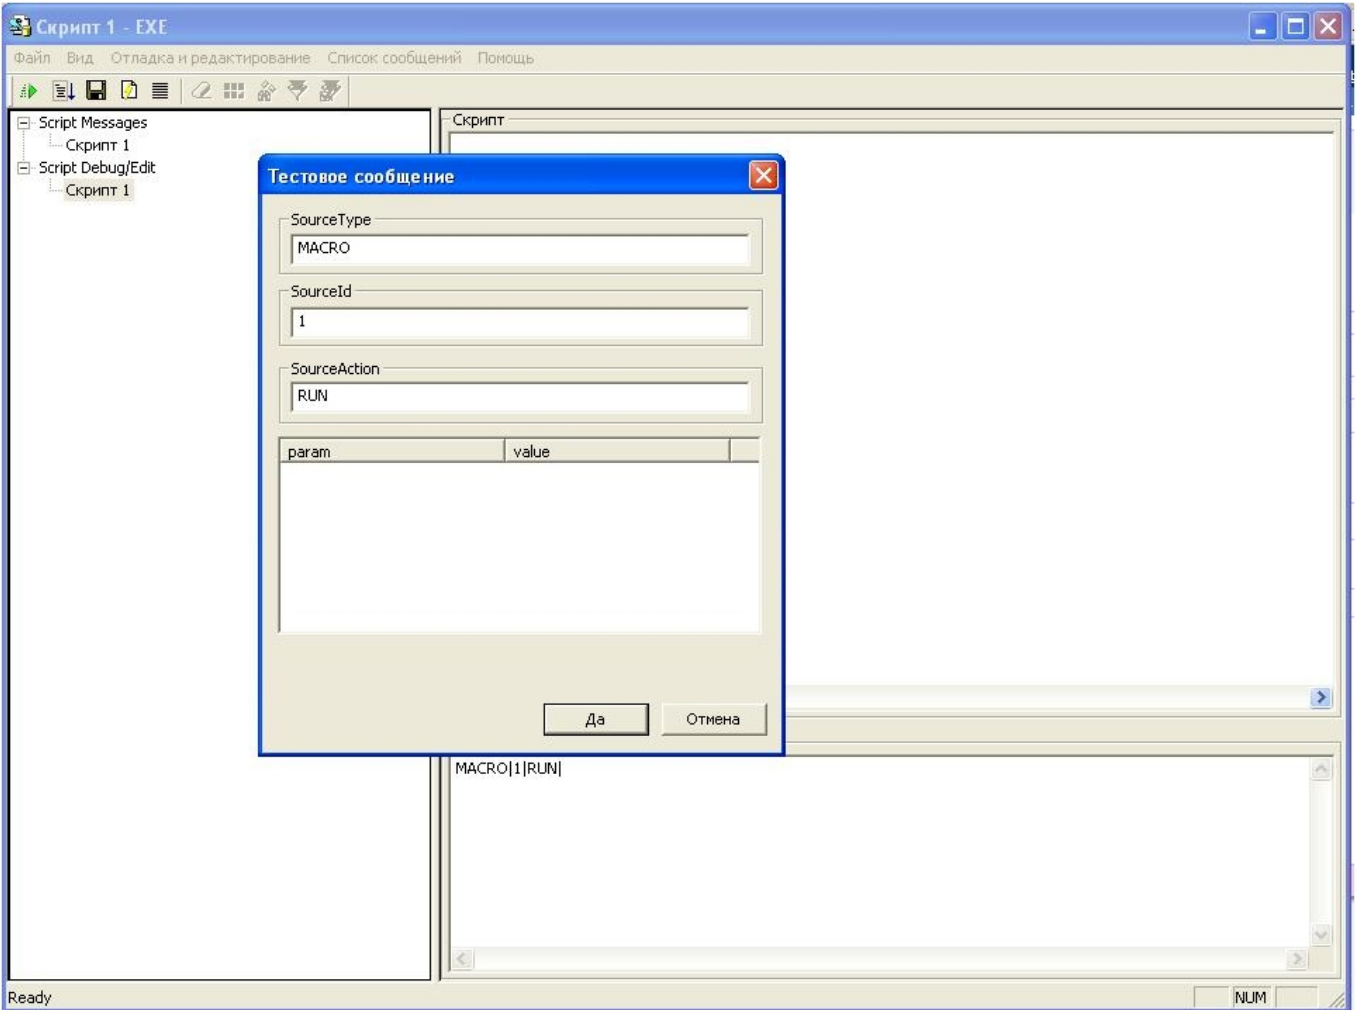 Скрипт 1 - EXE
Файл Вид Отладка и редактирование Список сообщений Помощь
Script Messages
Скрипт 1
Script Debug/Edit
Скрипт 1
Скрипт
Тестовое сообщение
SourceType
MACRO
SourceId
1
SourceAction
RUN
param value
Да Отмена
MACRO|1|RUN|
Ready NUM